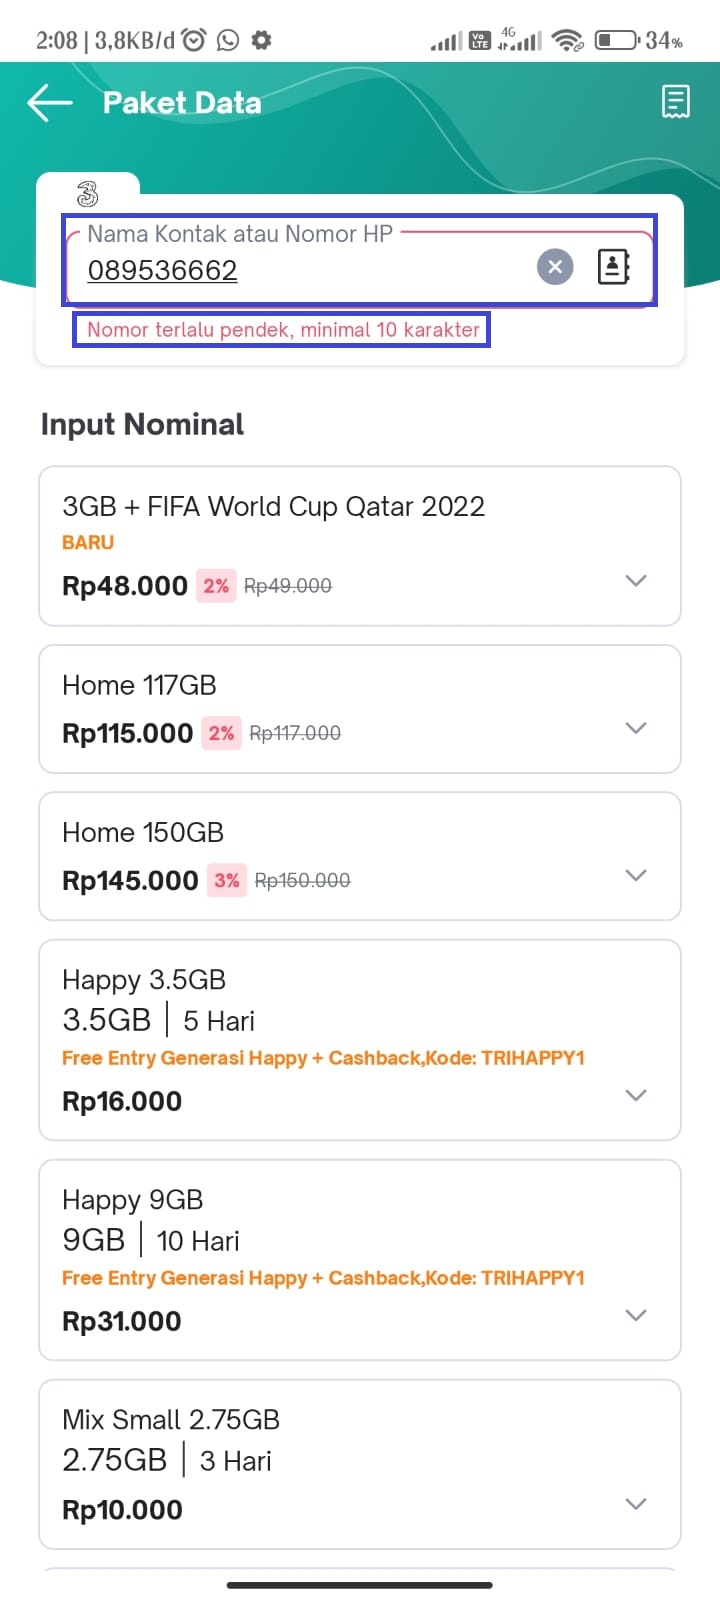 2:08 | 3,8KB/d
Vo LTE 4G 34%
Paket Data
3
Nama Kontak atau Nomor HP
089536662
Nomor terlalu pendek, minimal 10 karakter
Input Nominal
3GB + FIFA World Cup Qatar 2022
BARU
Rp48.000 2% Rp49.000
Home 117GB
Rp115.000 2% Rp117.000
Home 150GB
Rp145.000 3% Rp150.000
Happy 3.5GB
3.5GB | 5 Hari
Free Entry Generasi Happy + Cashback,Kode: TRIHAPPY1
Rp16.000
Happy 9GB
9GB | 10 Hari
Free Entry Generasi Happy + Cashback,Kode: TRIHAPPY1
Rp31.000
Mix Small 2.75GB
2.75GB | 3 Hari
Rp10.000